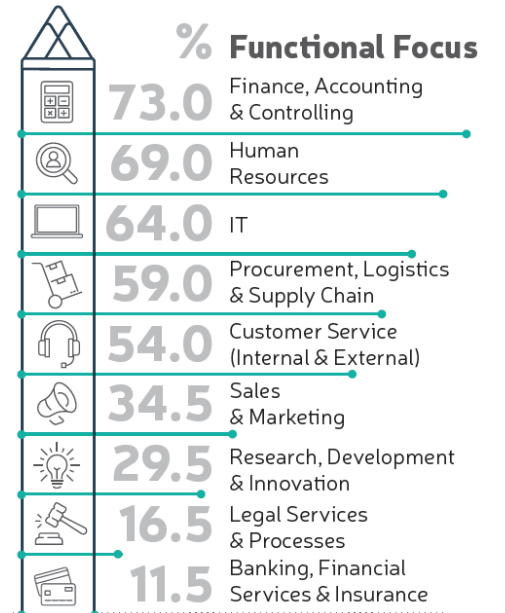 % Functional Focus
73.0 Finance, Accounting
& Controlling
69.0 Human
Resources
64.0 IT
59.0 Procurement, Logistics
& Supply Chain
54.0 Customer Service
(Internal & External)
34.5 Sales
& Marketing
29.5 Research, Development
& Innovation
16.5 Legal Services
& Processes
11.5 Banking, Financial
Services & Insurance